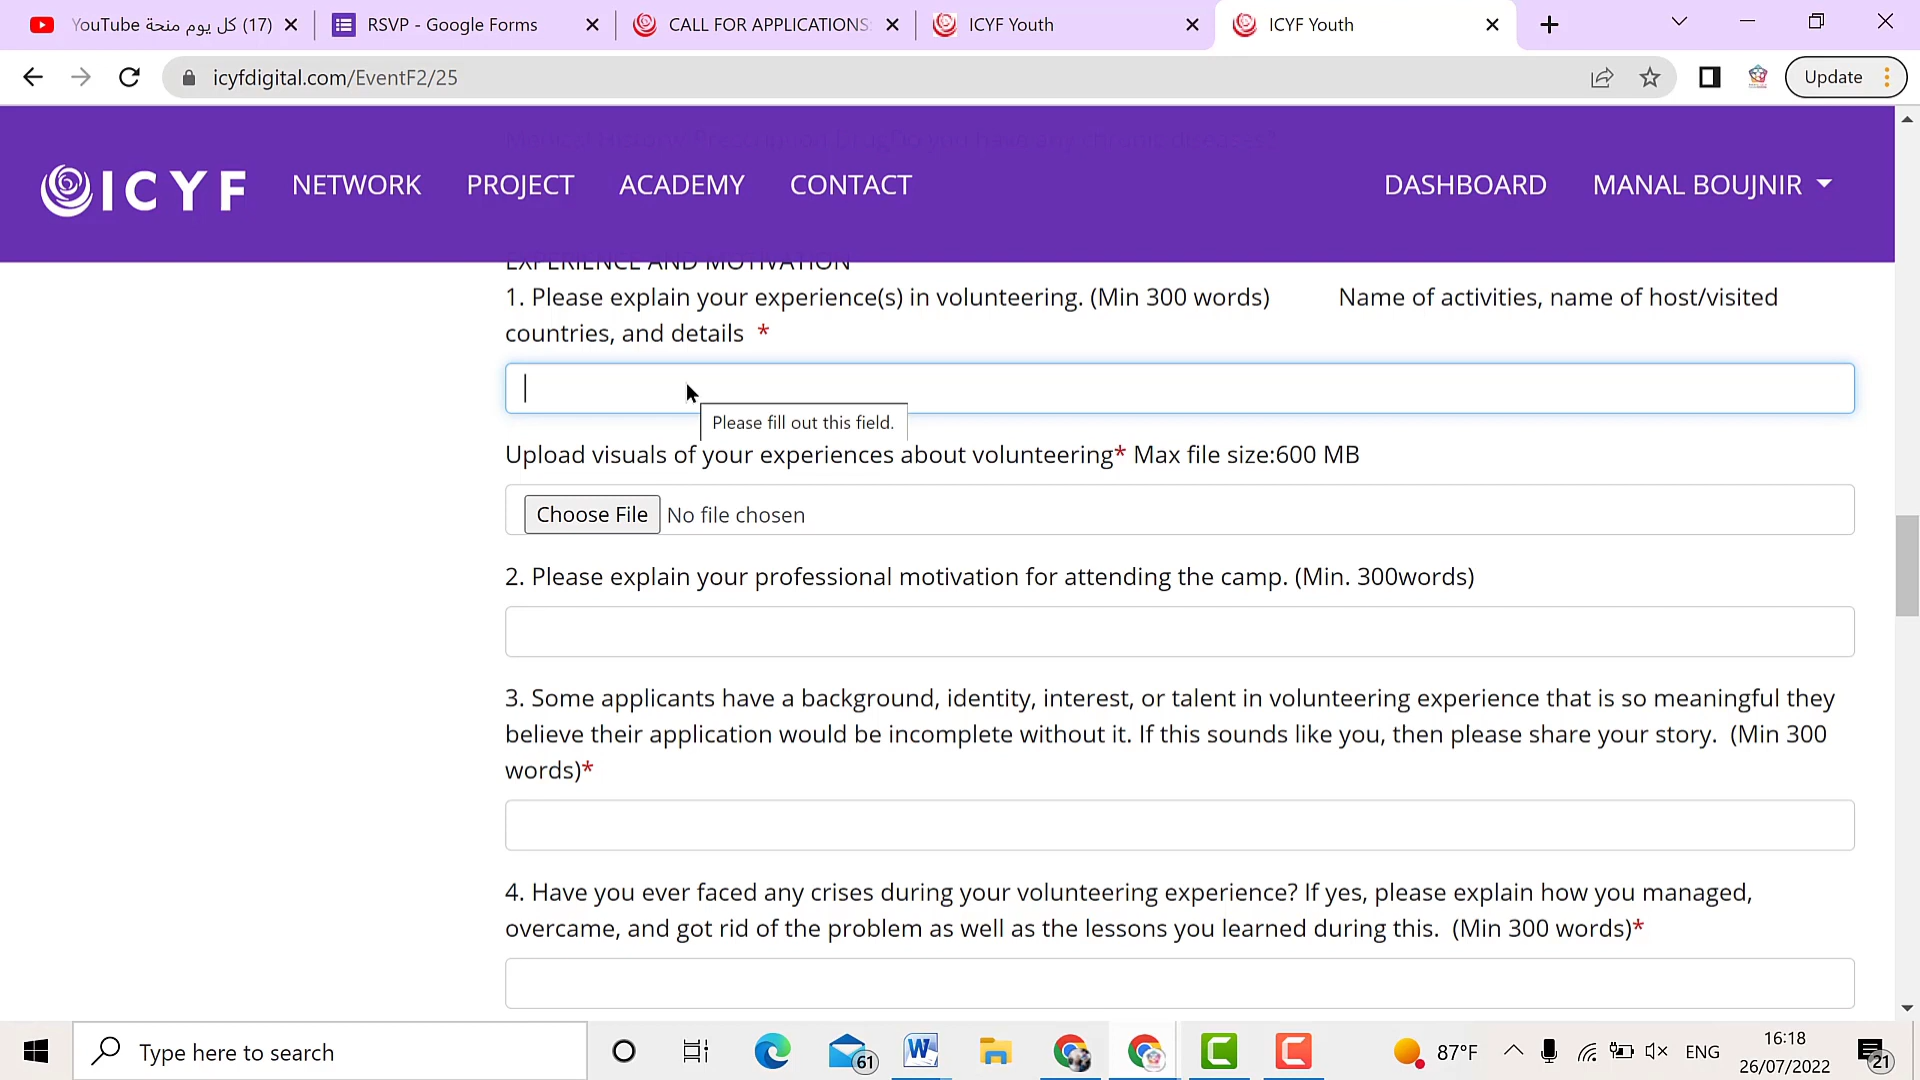 YouTube كل يوم منحة (17)
RSVP - Google Forms
CALL FOR APPLICATIONS:
ICYF Youth
ICYF Youth
icyfdigital.com/EventF2/25
Update
ICYF
NETWORK
PROJECT
ACADEMY
CONTACT
DASHBOARD
MANAL BOUJNIR
EXPERIENCE AND MOTIVATION
1. Please explain your experience(s) in volunteering. (Min 300 words) Name of activities, name of host/visited
countries, and details *
Please fill out this field.
Upload visuals of your experiences about volunteering* Max file size:600 MB
Choose File No file chosen
2. Please explain your professional motivation for attending the camp. (Min. 300words)
3. Some applicants have a background, identity, interest, or talent in volunteering experience that is so meaningful they
believe their application would be incomplete without it. If this sounds like you, then please share your story. (Min 300
words)*
4. Have you ever faced any crises during your volunteering experience? If yes, please explain how you managed,
overcame, and got rid of the problem as well as the lessons you learned during this. (Min 300 words)*
Type here to search
61
87°F
ENG
16:18
26/07/2022
21